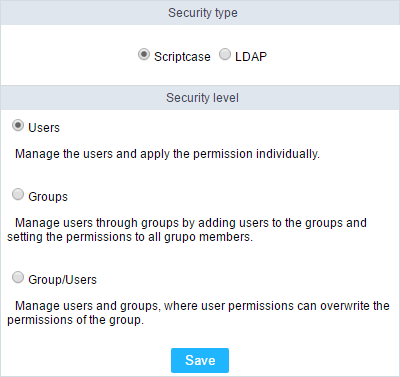 Security type
Scriptcase LDAP
Security level
Users
Manage the users and apply the permission individually.
Groups
Manage users through groups by adding users to the groups and
setting the permissions to all grupo members.
Group/Users
Manage users and groups, where user permissions can overwrite the
permissions of the group.
Save